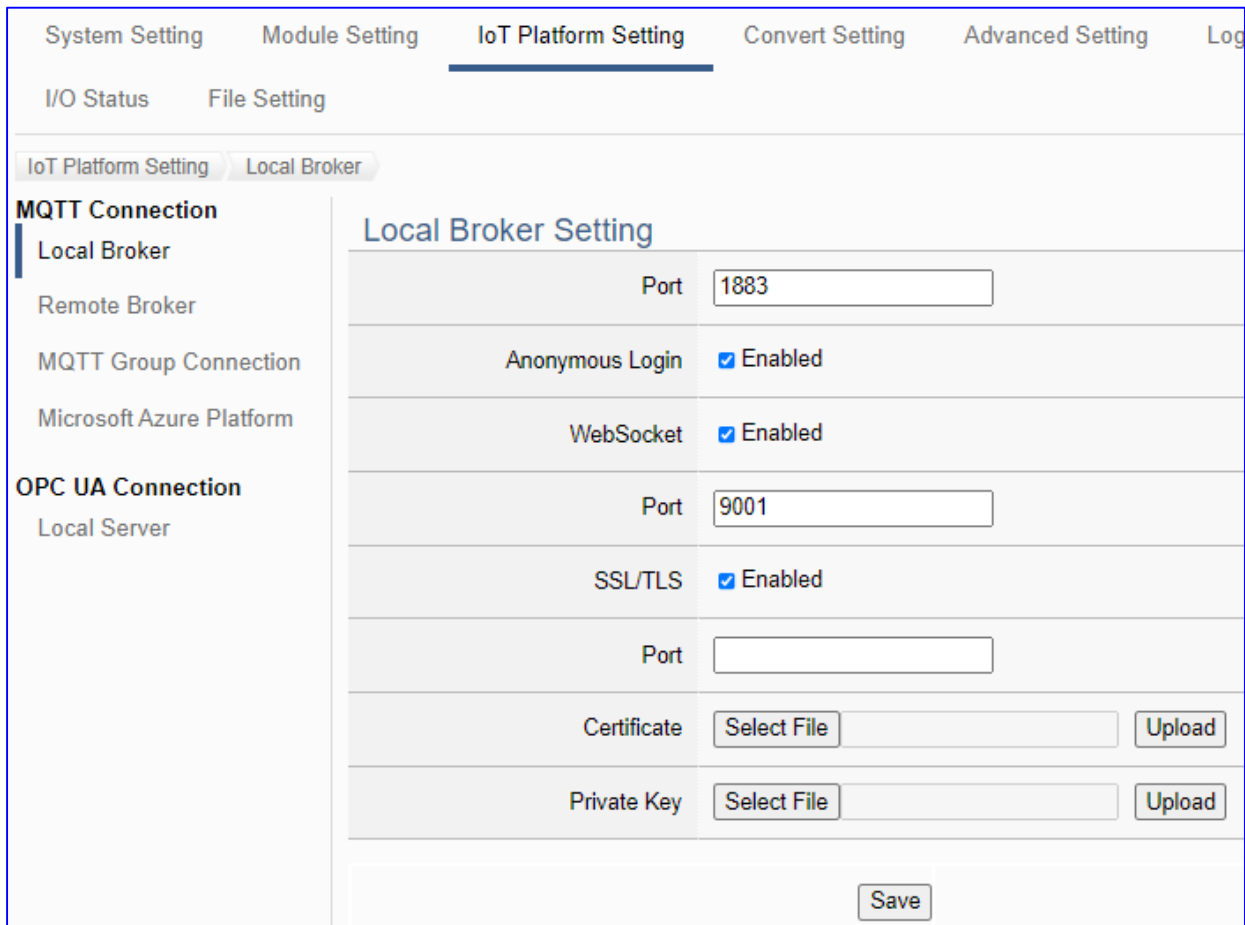 System Setting Module Setting IoT Platform Setting Convert Setting Advanced Setting Log
I/O Status File Setting
IoT Platform Setting Local Broker
MQTT Connection
Local Broker
Remote Broker
MQTT Group Connection
Microsoft Azure Platform
OPC UA Connection
Local Server
Local Broker Setting
Port 1883
Anonymous Login Enabled
WebSocket Enabled
Port 9001
SSL/TLS Enabled
Port
Certificate Select File Upload
Private Key Select File Upload
Save